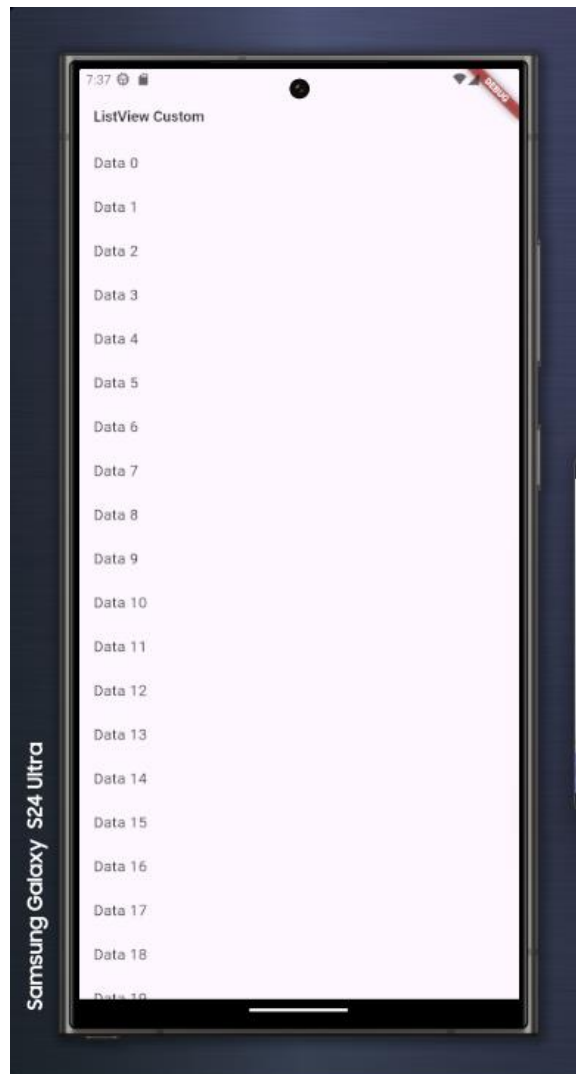 7:37
DEBUG
ListView Custom
Data 0
Data 1
Data 2
Data 3
Data 4
Data 5
Data 6
Data 7
Data 8
Data 9
Data 10
Data 11
Data 12
Data 13
Data 14
Data 15
Data 16
Data 17
Data 18
Data 19
Samsung Galaxy S24 Ultra